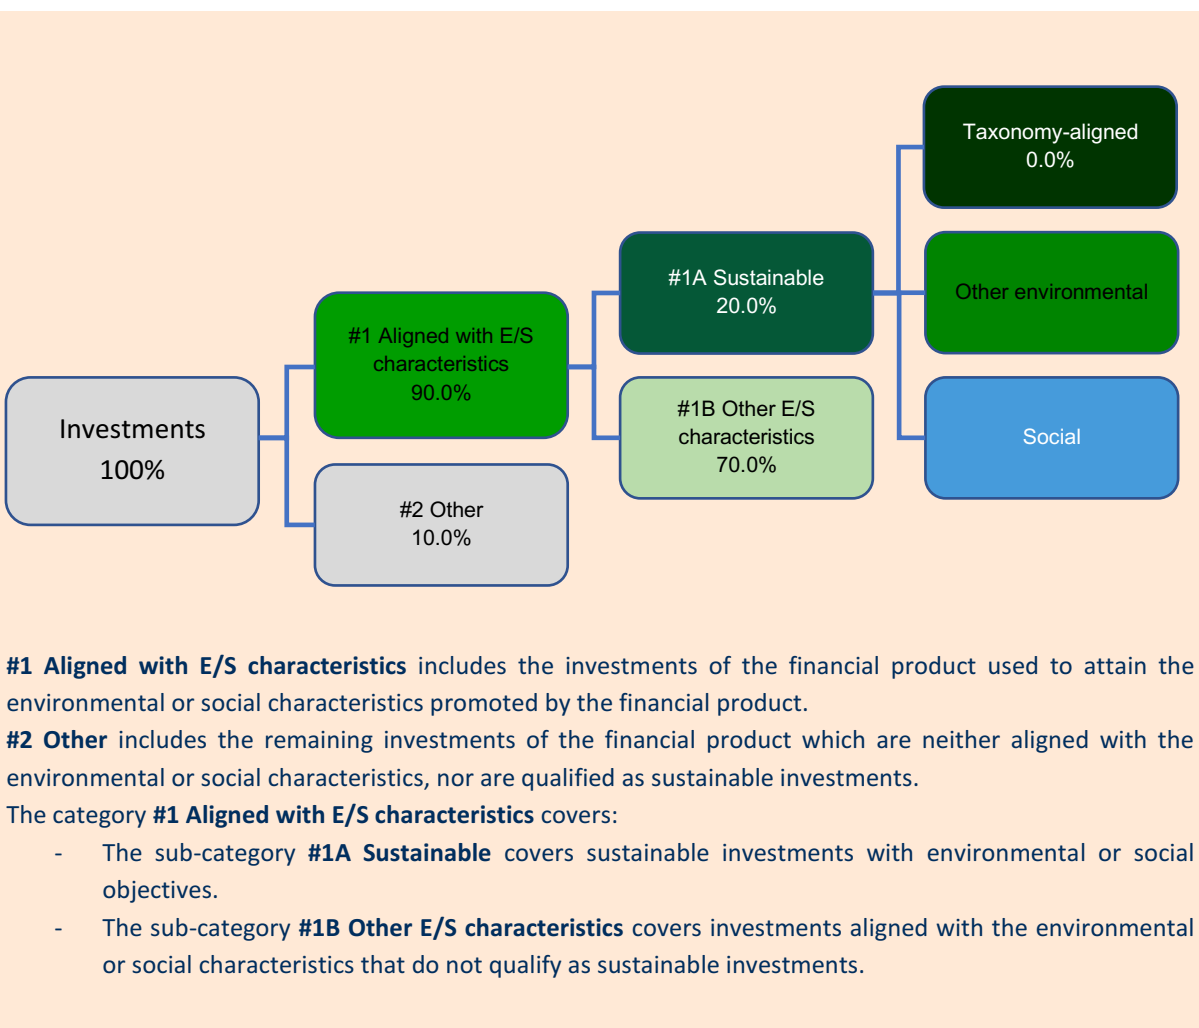 Taxonomy-aligned
0.0%
#1A Sustainable
20.0%
Other environmental
#1 Aligned with E/S
characteristics
90.0%
Investments
100%
#1B Other E/S
characteristics
70.0%
Social
#2 Other
10.0%
#1 Aligned with E/S characteristics includes the investments of the financial product used to attain the
environmental or social characteristics promoted by the financial product.
#2 Other includes the remaining investments of the financial product which are neither aligned with the
environmental or social characteristics, nor are qualified as sustainable investments.
The category #1 Aligned with E/S characteristics covers:
- The sub-category #1A Sustainable covers sustainable investments with environmental or social
objectives.
- The sub-category #1B Other E/S characteristics covers investments aligned with the environmental
or social characteristics that do not qualify as sustainable investments.